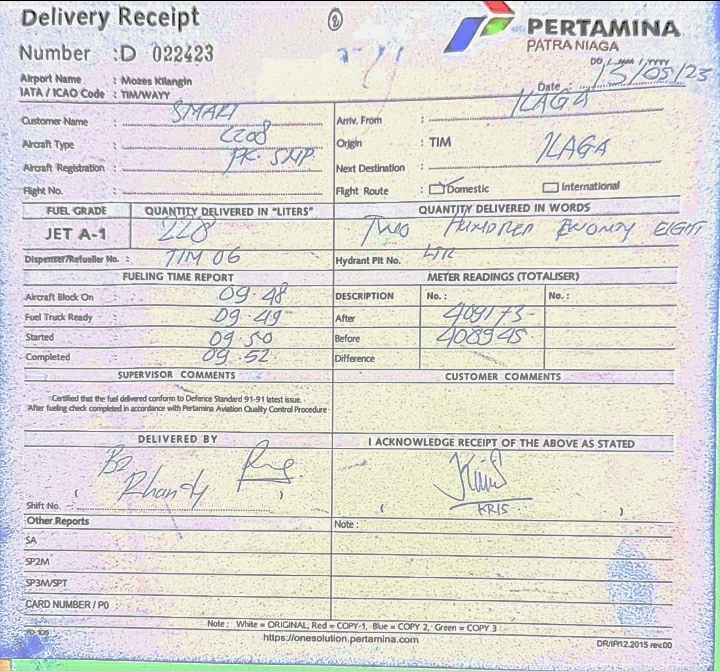 Delivery Receipt
PERTAMINA
PATRA NIAGA
Number : D 022423
Airport Name : Mozes Kilangin
IATA / ICAO Code : TIM/WAYY
DD / MM / YYYY
Date : 15/05/23
Customer Name : SMART
Arriv. From : ILAGA
Aircraft Type : C208
Origin : TIM
Aircraft Registration : PK-SNP
Next Destination : ILAGA
Flight No. :
Flight Route : Domestic International
FUEL GRADE QUANTITY DELIVERED IN "LITERS" QUANTITY DELIVERED IN WORDS
JET A-1 228 TWO HUNDRED TWONTY EIGHT
LTR
Dispenser/Refueller No. : TIM 06 Hydrant Pit No.
FUELING TIME REPORT METER READINGS (TOTALISER)
Aircraft Block On : 09.48 DESCRIPTION No. : No. :
Fuel Truck Ready : 09.49 After 409173-
Started : 09.50 Before 408945-
Completed : 09.52 Difference
SUPERVISOR COMMENTS CUSTOMER COMMENTS
Certified that the fuel delivered conform to Defence Standard 91-91 latest issue.
After fueling check completed in accordance with Pertamina Aviation Quality Control Procedure
DELIVERED BY I ACKNOWLEDGE RECEIPT OF THE ABOVE AS STATED
Rhandy
KRIS
Shift No. ( ) ( )
Other Reports Note :
SA
SP2M
SP3M/SPT
CARD NUMBER / PO :
Note : White = ORIGINAL, Red = COPY-1, Blue = COPY 2, Green = COPY 3
https://onesolution.pertamina.com
DR/IP/12.2015 rev.00